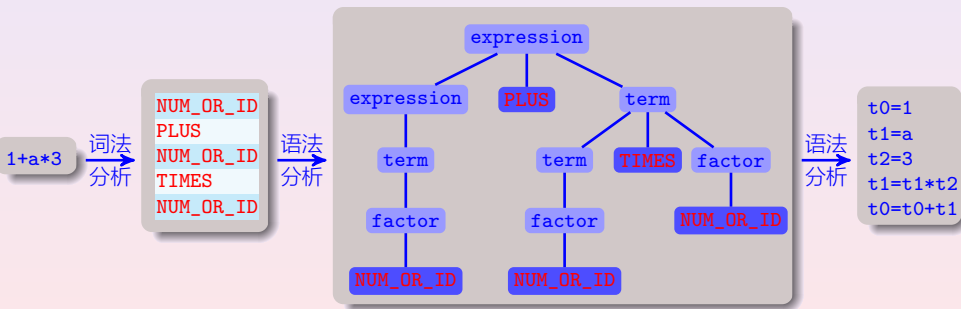 1+a*3
词法
分析
NUM_OR_ID
PLUS
NUM_OR_ID
TIMES
NUM_OR_ID
语法
分析
expression
expression PLUS term
term term TIMES factor
factor factor NUM_OR_ID
NUM_OR_ID NUM_OR_ID
语法
分析
t0=1
t1=a
t2=3
t1=t1*t2
t0=t0+t1